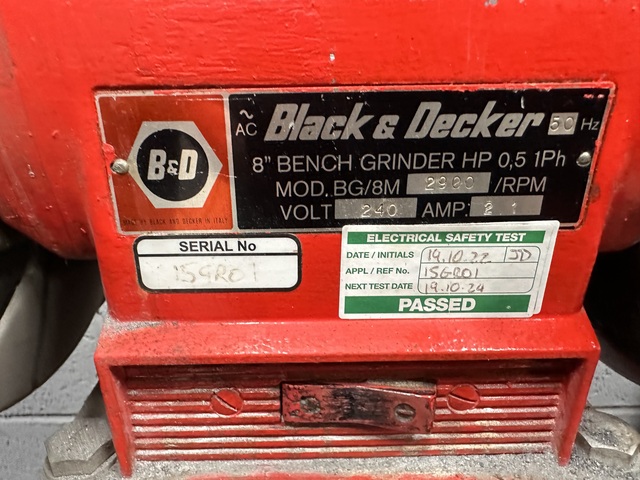 ~
AC Black & Decker 50 Hz
B&D
8" BENCH GRINDER HP 0,5 1Ph
MOD. BG/8M 2900 /RPM
VOLT 240 AMP. 2 1
MADE BY BLACK AND DECKER IN ITALY
SERIAL No
15GR01
ELECTRICAL SAFETY TEST
DATE / INITIALS 19.10.22 JD
APPL / REF No. 15GR01
NEXT TEST DATE 19.10.24
PASSED